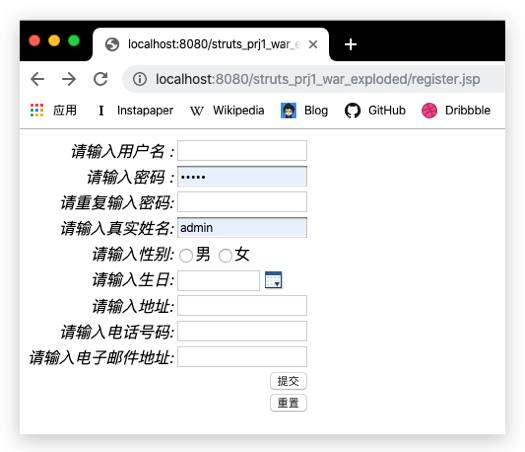 localhost:8080/struts_prj1_war_e
localhost:8080/struts_prj1_war_exploded/register.jsp
应用 Instapaper Wikipedia Blog GitHub Dribbble
请输入用户名 :
请输入密码 : •••••
请重复输入密码:
请输入真实姓名: admin
请输入性别: 男 女
请输入生日:
请输入地址:
请输入电话号码:
请输入电子邮件地址:
提交
重置